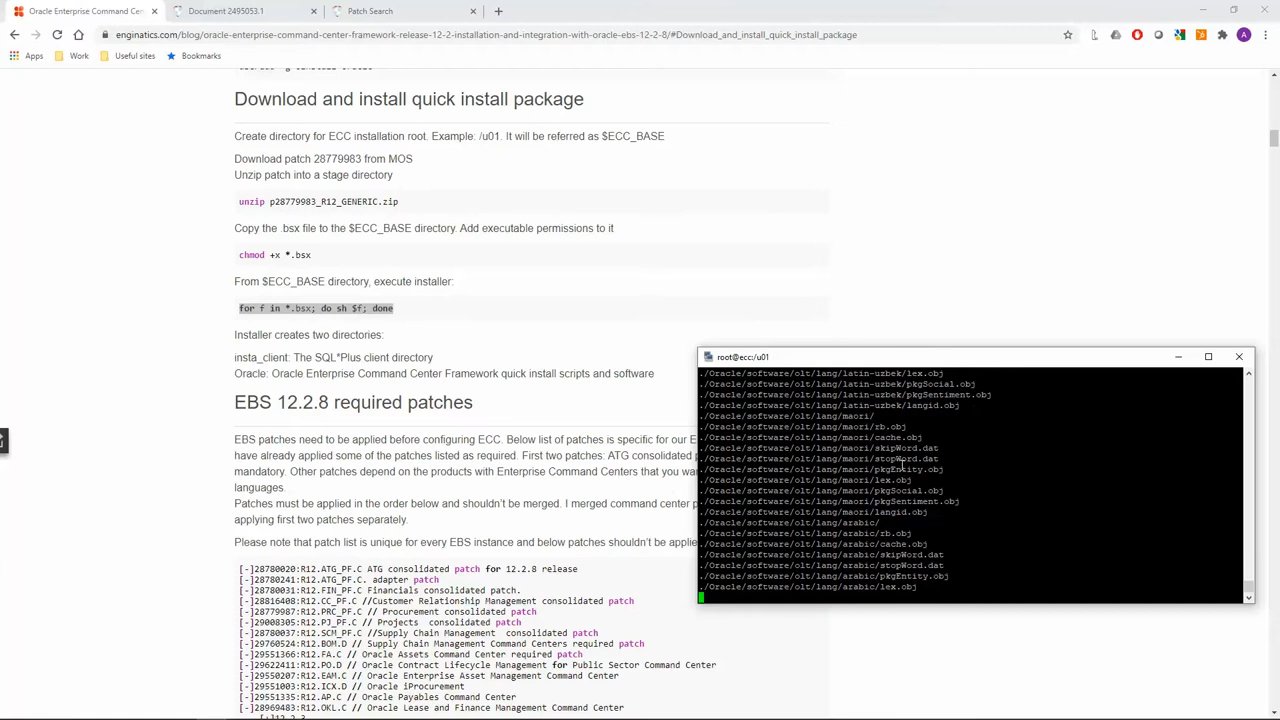 Oracle Enterprise Command Cente
Document 2495053.1
Patch Search
enginatics.com/blog/oracle-enterprise-command-center-framework-release-12-2-installation-and-integration-with-oracle-ebs-12-2-8/#Download_and_install_quick_install_package
Apps
Work
Useful sites
Bookmarks
Download and install quick install package
Create directory for ECC installation root. Example: /u01. It will be referred as $ECC_BASE
Download patch 28779983 from MOS
Unzip patch into a stage directory
unzip p28779983_R12_GENERIC.zip
Copy the .bsx file to the $ECC_BASE directory. Add executable permissions to it
chmod +x *.bsx
From $ECC_BASE directory, execute installer:
for f in *.bsx; do sh $f; done
Installer creates two directories:
insta_client: The SQL*Plus client directory
Oracle: Oracle Enterprise Command Center Framework quick install scripts and software
EBS 12.2.8 required patches
EBS patches need to be applied before configuring ECC. Below list of patches is specific for our E
have already applied some of the patches listed as required. First two patches: ATG consolidated p
mandatory. Other patches depend on the products with Enterprise Command Centers that you wan
languages.
Patches must be applied in the order below and shouldn't be merged. I merged command center p
applying first two patches separately.
Please note that patch list is unique for every EBS instance and below patches shouldn't be applie
[-]28780020:R12.ATG_PF.C ATG consolidated patch for 12.2.8 release
[-]28780241:R12.ATG_PF.C. adapter patch
[-]28780031:R12.FIN_PF.C Financials consolidated patch.
[-]28816408:R12.CC_PF.C //Customer Relationship Management consolidated patch
[-]28779987:R12.PRC_PF.C // Procurement consolidated patch
[-]29008305:R12.PJ_PF.C // Projects  consolidated patch
[-]28780037:R12.SCM_PF.C //Supply Chain Management  consolidated patch
[-]29760524:R12.BOM.D // Supply Chain Management Command Centers required patch
[-]29551366:R12.FA.C // Oracle Assets Command Center required patch
[-]29622411:R12.PO.D // Oracle Contract Lifecycle Management for Public Sector Command Center
[-]29550207:R12.EAM.C // Oracle Enterprise Asset Management Command Center
[-]29551003:R12.ICX.D // Oracle iProcurement
[-]29551335:R12.AP.C // Oracle Payables Command Center
[-]28969483:R12.OKL.C // Oracle Lease and Finance Management Command Center
root@ecc:/u01
./Oracle/software/olt/lang/latin-uzbek/lex.obj
./Oracle/software/olt/lang/latin-uzbek/pkgSocial.obj
./Oracle/software/olt/lang/latin-uzbek/pkgSentiment.obj
./Oracle/software/olt/lang/latin-uzbek/langid.obj
./Oracle/software/olt/lang/maori/
./Oracle/software/olt/lang/maori/rb.obj
./Oracle/software/olt/lang/maori/cache.obj
./Oracle/software/olt/lang/maori/skipWord.dat
./Oracle/software/olt/lang/maori/stopWord.dat
./Oracle/software/olt/lang/maori/pkgEntity.obj
./Oracle/software/olt/lang/maori/lex.obj
./Oracle/software/olt/lang/maori/pkgSocial.obj
./Oracle/software/olt/lang/maori/pkgSentiment.obj
./Oracle/software/olt/lang/maori/langid.obj
./Oracle/software/olt/lang/arabic/
./Oracle/software/olt/lang/arabic/rb.obj
./Oracle/software/olt/lang/arabic/cache.obj
./Oracle/software/olt/lang/arabic/skipWord.dat
./Oracle/software/olt/lang/arabic/stopWord.dat
./Oracle/software/olt/lang/arabic/pkgEntity.obj
./Oracle/software/olt/lang/arabic/lex.obj